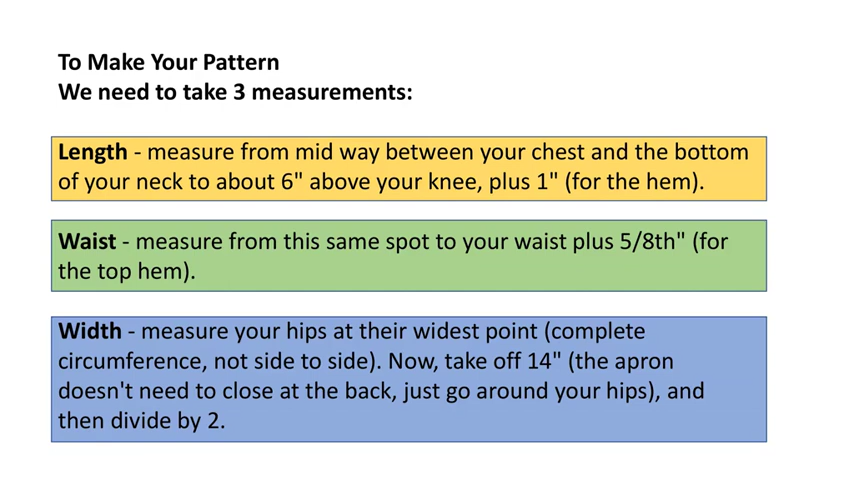 To Make Your Pattern
We need to take 3 measurements:
Length - measure from mid way between your chest and the bottom
of your neck to about 6" above your knee, plus 1" (for the hem).
Waist - measure from this same spot to your waist plus 5/8th" (for
the top hem).
Width - measure your hips at their widest point (complete
circumference, not side to side). Now, take off 14" (the apron
doesn't need to close at the back, just go around your hips), and
then divide by 2.